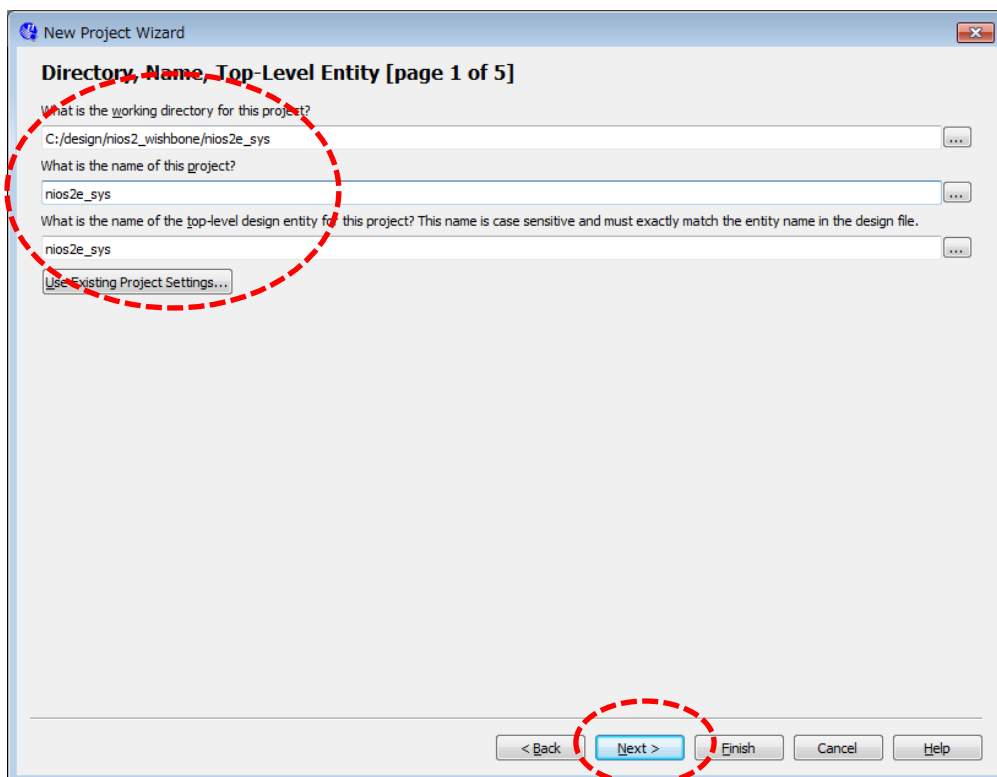 New Project Wizard
Directory, Name, Top-Level Entity [page 1 of 5]
What is the working directory for this project?
C:/design/nios2_wishbone/nios2e_sys
...
What is the name of this project?
nios2e_sys
...
What is the name of the top-level design entity for this project? This name is case sensitive and must exactly match the entity name in the design file.
nios2e_sys
...
Use Existing Project Settings...
< Back
Next >
Finish
Cancel
Help